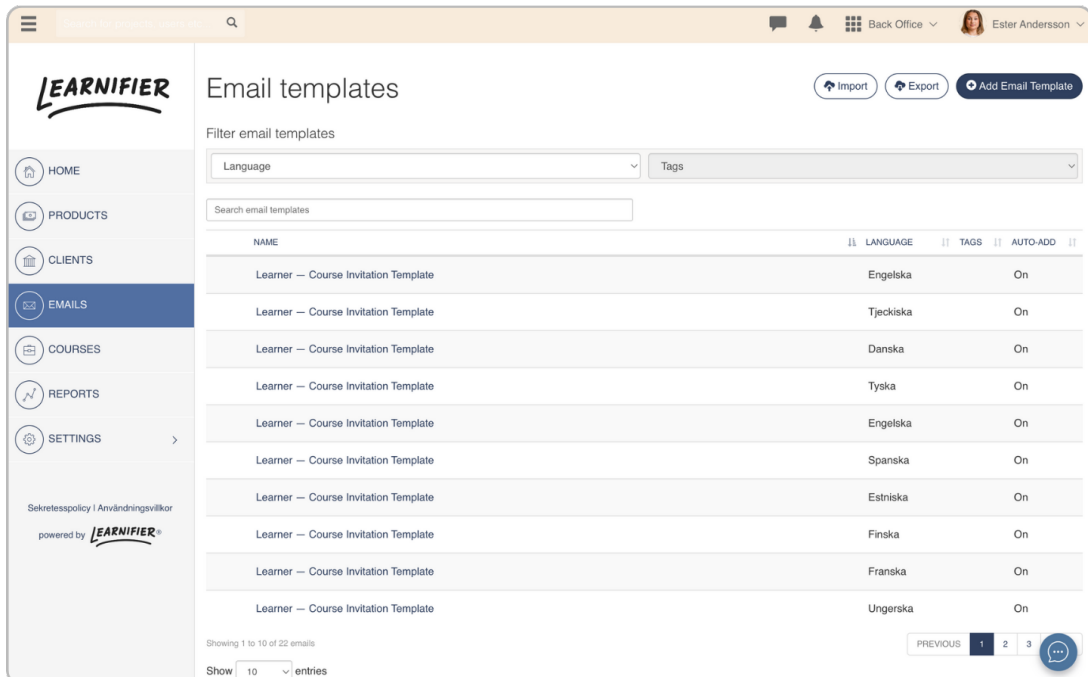 Back Office
Ester Andersson
LEARNIFIER
Email templates
Import
Export
Add Email Template
Filter email templates
Language
Tags
HOME
PRODUCTS
CLIENTS
EMAILS
COURSES
REPORTS
SETTINGS
Sekretesspolicy | Användningsvillkor
powered by LEARNIFIER®
Search email templates
NAME LANGUAGE TAGS AUTO-ADD
Learner — Course Invitation Template Engelska On
Learner — Course Invitation Template Tjeckiska On
Learner — Course Invitation Template Danska On
Learner — Course Invitation Template Tyska On
Learner — Course Invitation Template Engelska On
Learner — Course Invitation Template Spanska On
Learner — Course Invitation Template Estniska On
Learner — Course Invitation Template Finska On
Learner — Course Invitation Template Franska On
Learner — Course Invitation Template Ungerska On
Showing 1 to 10 of 22 emails
PREVIOUS 1 2 3
Show 10 entries